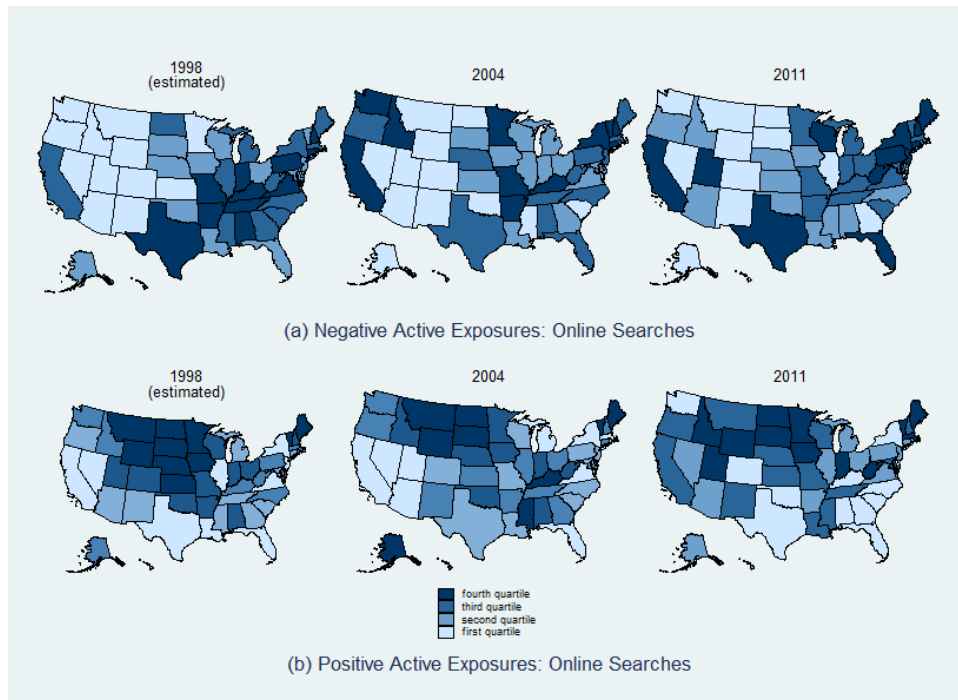 1998
(estimated)
2004
2011
(a) Negative Active Exposures: Online Searches
1998
(estimated)
2004
2011
fourth quartile
third quartile
second quartile
first quartile
(b) Positive Active Exposures: Online Searches